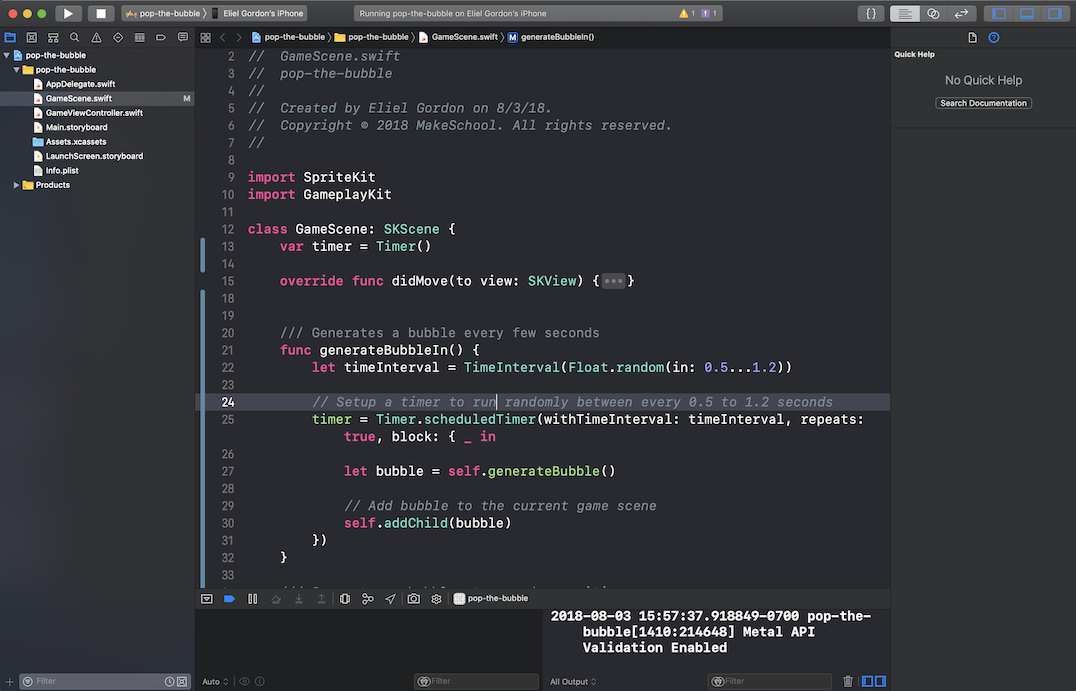 pop-the-bubble
Eliel Gordon's iPhone
Running pop-the-bubble on Eliel Gordon's iPhone
1
1
pop-the-bubble
pop-the-bubble
GameScene.swift
M generateBubbleIn()
pop-the-bubble
pop-the-bubble
AppDelegate.swift
GameScene.swift M
GameViewController.swift
Main.storyboard
Assets.xcassets
LaunchScreen.storyboard
Info.plist
Products
2 // GameScene.swift
3 // pop-the-bubble
4 //
5 // Created by Eliel Gordon on 8/3/18.
6 // Copyright © 2018 MakeSchool. All rights reserved.
7 //
8
9 import SpriteKit
10 import GameplayKit
11
12 class GameScene: SKScene {
13 var timer = Timer()
14
15 override func didMove(to view: SKView) {•••}
18
19
20 /// Generates a bubble every few seconds
21 func generateBubbleIn() {
22 let timeInterval = TimeInterval(Float.random(in: 0.5...1.2))
23
24 // Setup a timer to run randomly between every 0.5 to 1.2 seconds
25 timer = Timer.scheduledTimer(withTimeInterval: timeInterval, repeats:
true, block: { _ in
26
27 let bubble = self.generateBubble()
28
29 // Add bubble to the current game scene
30 self.addChild(bubble)
31 })
32 }
33
Quick Help
No Quick Help
Search Documentation
pop-the-bubble
2018-08-03 15:57:37.918849-0700 pop-the-
bubble[1410:214648] Metal API
Validation Enabled
Filter
Auto
Filter
All Output
Filter